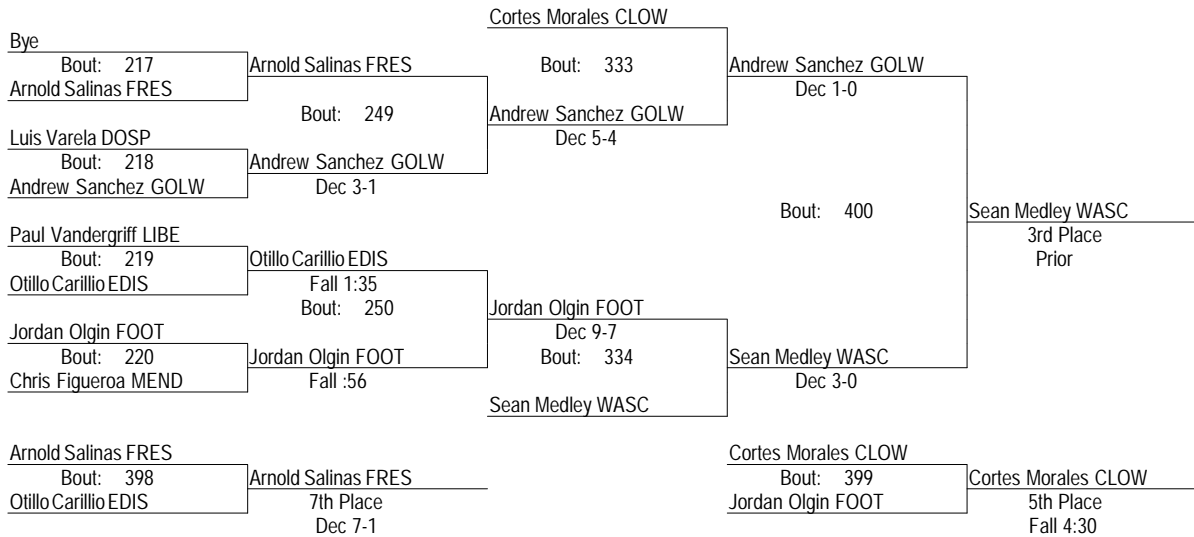 Cortes Morales CLOW
Bye
Bout: 217
Arnold Salinas FRES
Bout: 333
Andrew Sanchez GOLW
Arnold Salinas FRES
Dec 1-0
Bout: 249
Andrew Sanchez GOLW
Luis Varela DOSP
Dec 5-4
Bout: 218
Andrew Sanchez GOLW
Andrew Sanchez GOLW
Dec 3-1
Bout: 400
Sean Medley WASC
Paul Vandergriff LIBE
3rd Place
Bout: 219
Otillo Carillio EDIS
Prior
Otillo Carillio EDIS
Fall 1:35
Bout: 250
Jordan Olgin FOOT
Jordan Olgin FOOT
Dec 9-7
Bout: 220
Jordan Olgin FOOT
Bout: 334
Sean Medley WASC
Chris Figueroa MEND
Fall :56
Dec 3-0
Sean Medley WASC
Arnold Salinas FRES
Cortes Morales CLOW
Bout: 398
Arnold Salinas FRES
Bout: 399
Cortes Morales CLOW
Otillo Carillio EDIS
7th Place
Jordan Olgin FOOT
5th Place
Dec 7-1
Fall 4:30